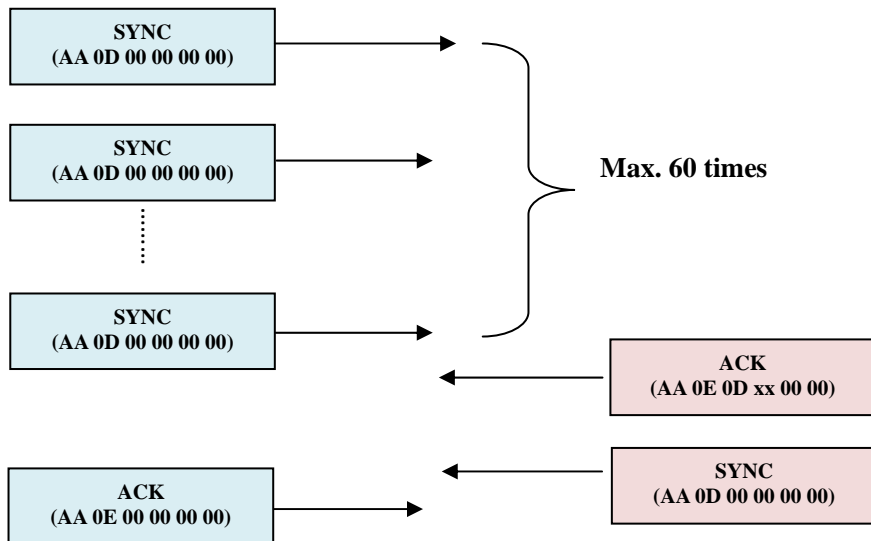 SYNC
(AA 0D 00 00 00 00)
SYNC
(AA 0D 00 00 00 00)
Max. 60 times
SYNC
(AA 0D 00 00 00 00)
ACK
(AA 0E 0D xx 00 00)
SYNC
(AA 0D 00 00 00 00)
ACK
(AA 0E 00 00 00 00)